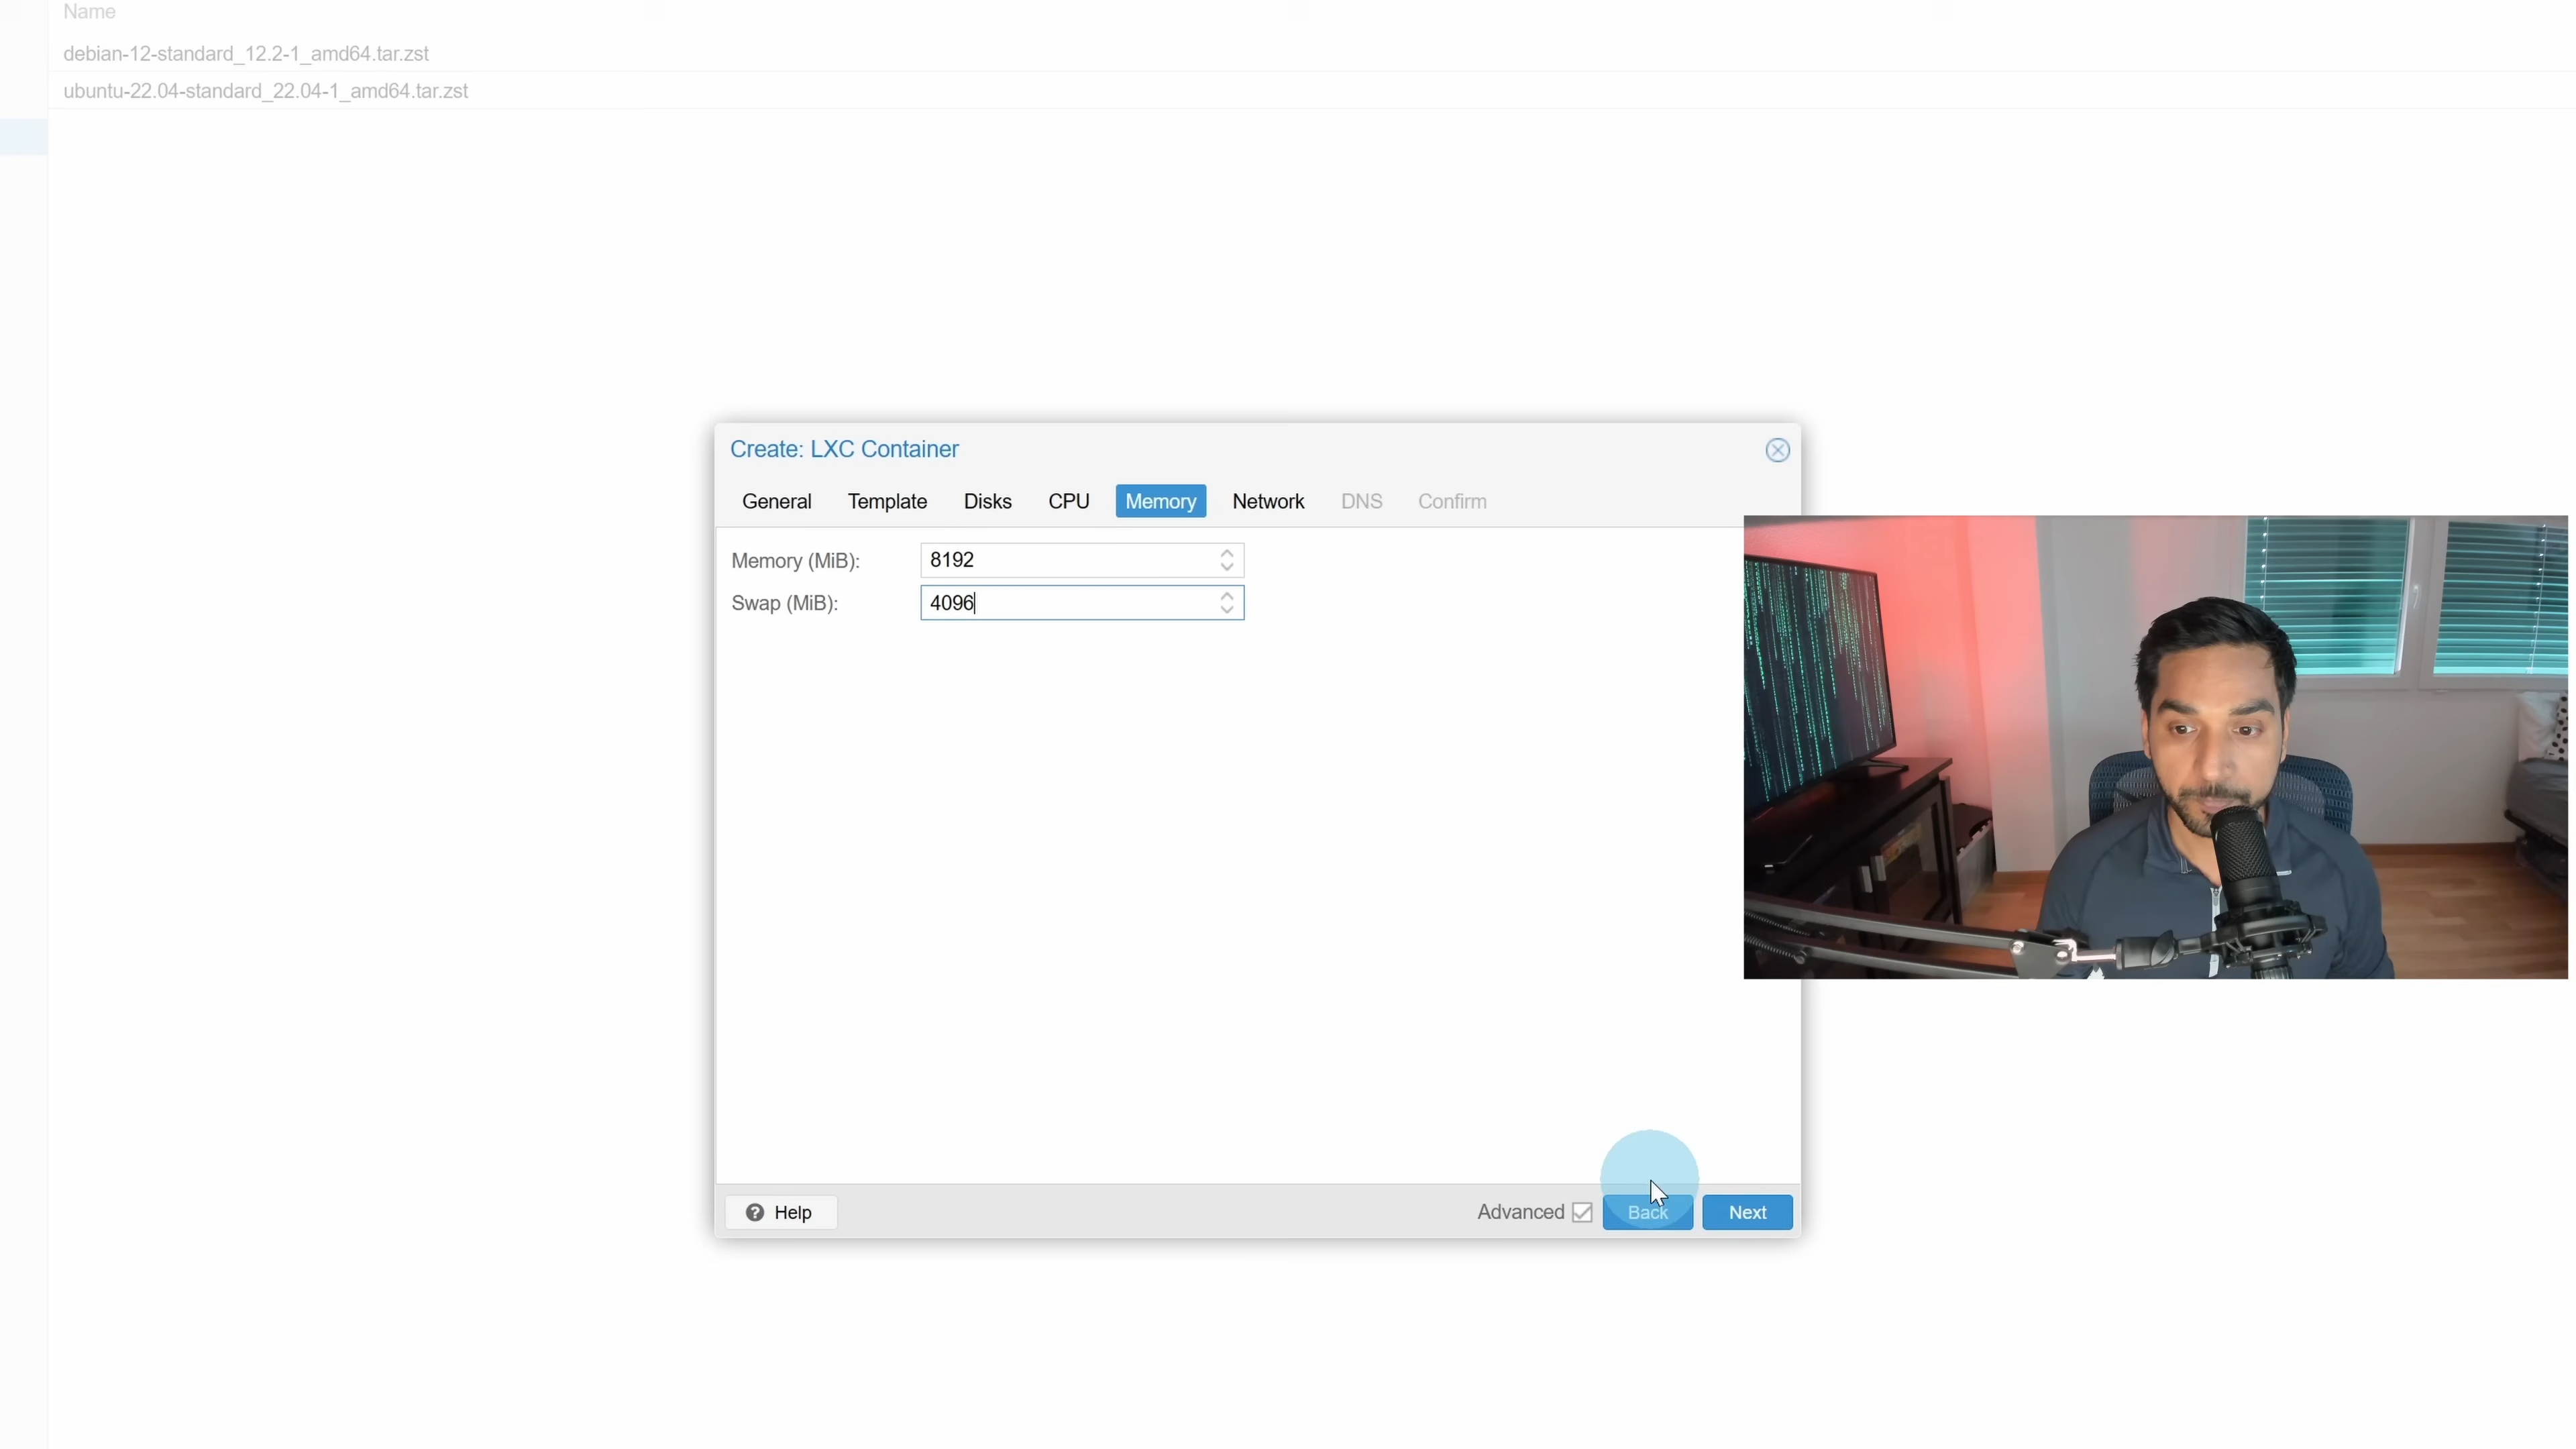 Name
debian-12-standard_12.2-1_amd64.tar.zst
ubuntu-22.04-standard_22.04-1_amd64.tar.zst
Create: LXC Container
General Template Disks CPU Memory Network DNS Confirm
Memory (MiB): 8192
Swap (MiB): 4096
Help Advanced Back Next